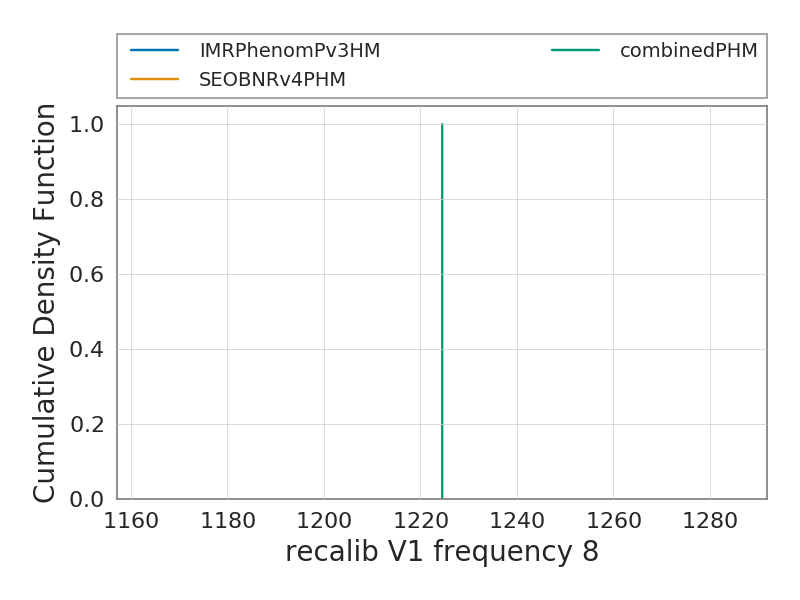 IMRPhenomPv3HM
SEOBNRv4PHM
combinedPHM
Cumulative Density Function
1.0
0.8
0.6
0.4
0.2
0.0
1160 1180 1200 1220 1240 1260 1280
recalib V1 frequency 8